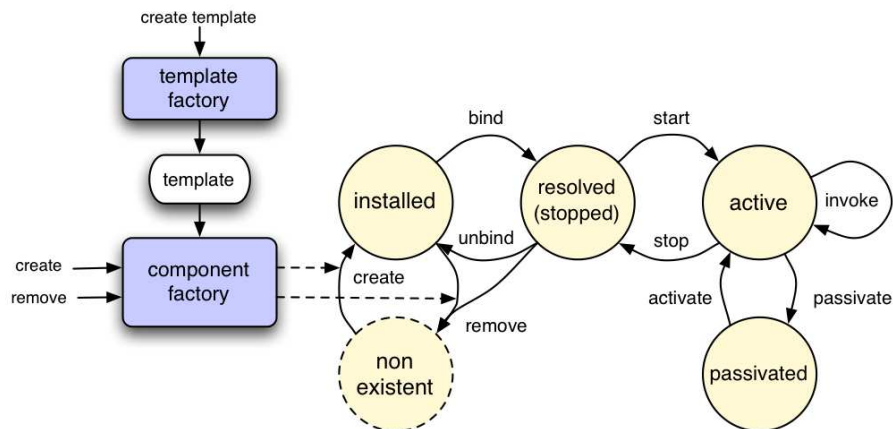 create template
template
factory
template
create
remove
component
factory
bind
start
installed
resolved
(stopped)
active
invoke
unbind
stop
create
remove
activate
passivate
non
existent
passivated